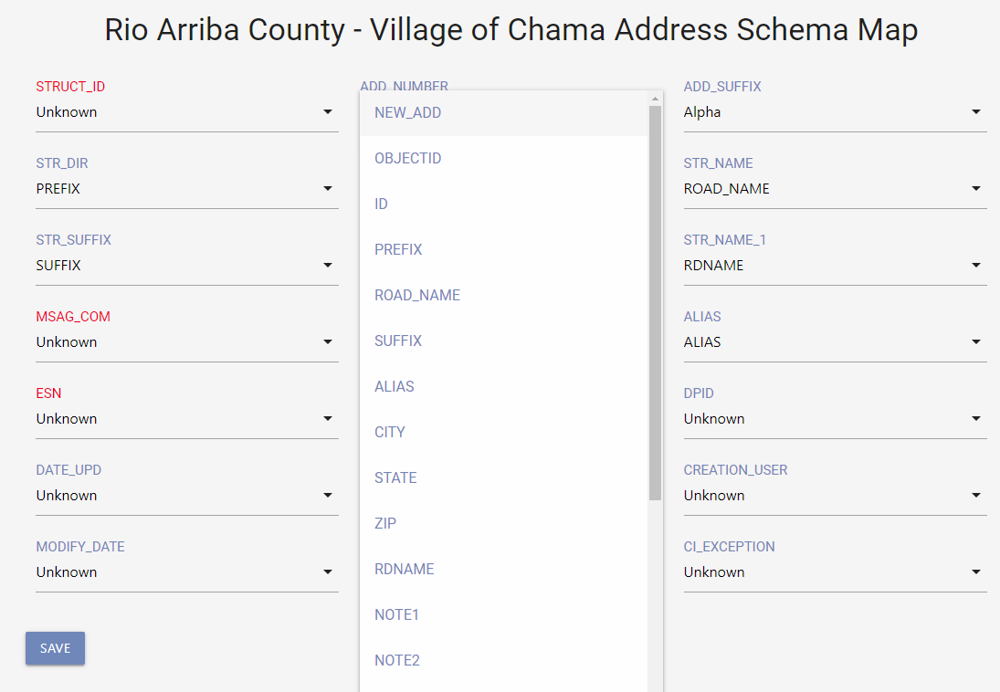 Rio Arriba County - Village of Chama Address Schema Map
STRUCT_ID
Unknown
STR_DIR
PREFIX
STR_SUFFIX
SUFFIX
MSAG_COM
Unknown
ESN
Unknown
DATE_UPD
Unknown
MODIFY_DATE
Unknown
SAVE
ADD_NUMBER
NEW_ADD
OBJECTID
ID
PREFIX
ROAD_NAME
SUFFIX
ALIAS
CITY
STATE
ZIP
RDNAME
NOTE1
NOTE2
ADD_SUFFIX
Alpha
STR_NAME
ROAD_NAME
STR_NAME_1
RDNAME
ALIAS
ALIAS
DPID
Unknown
CREATION_USER
Unknown
CI_EXCEPTION
Unknown